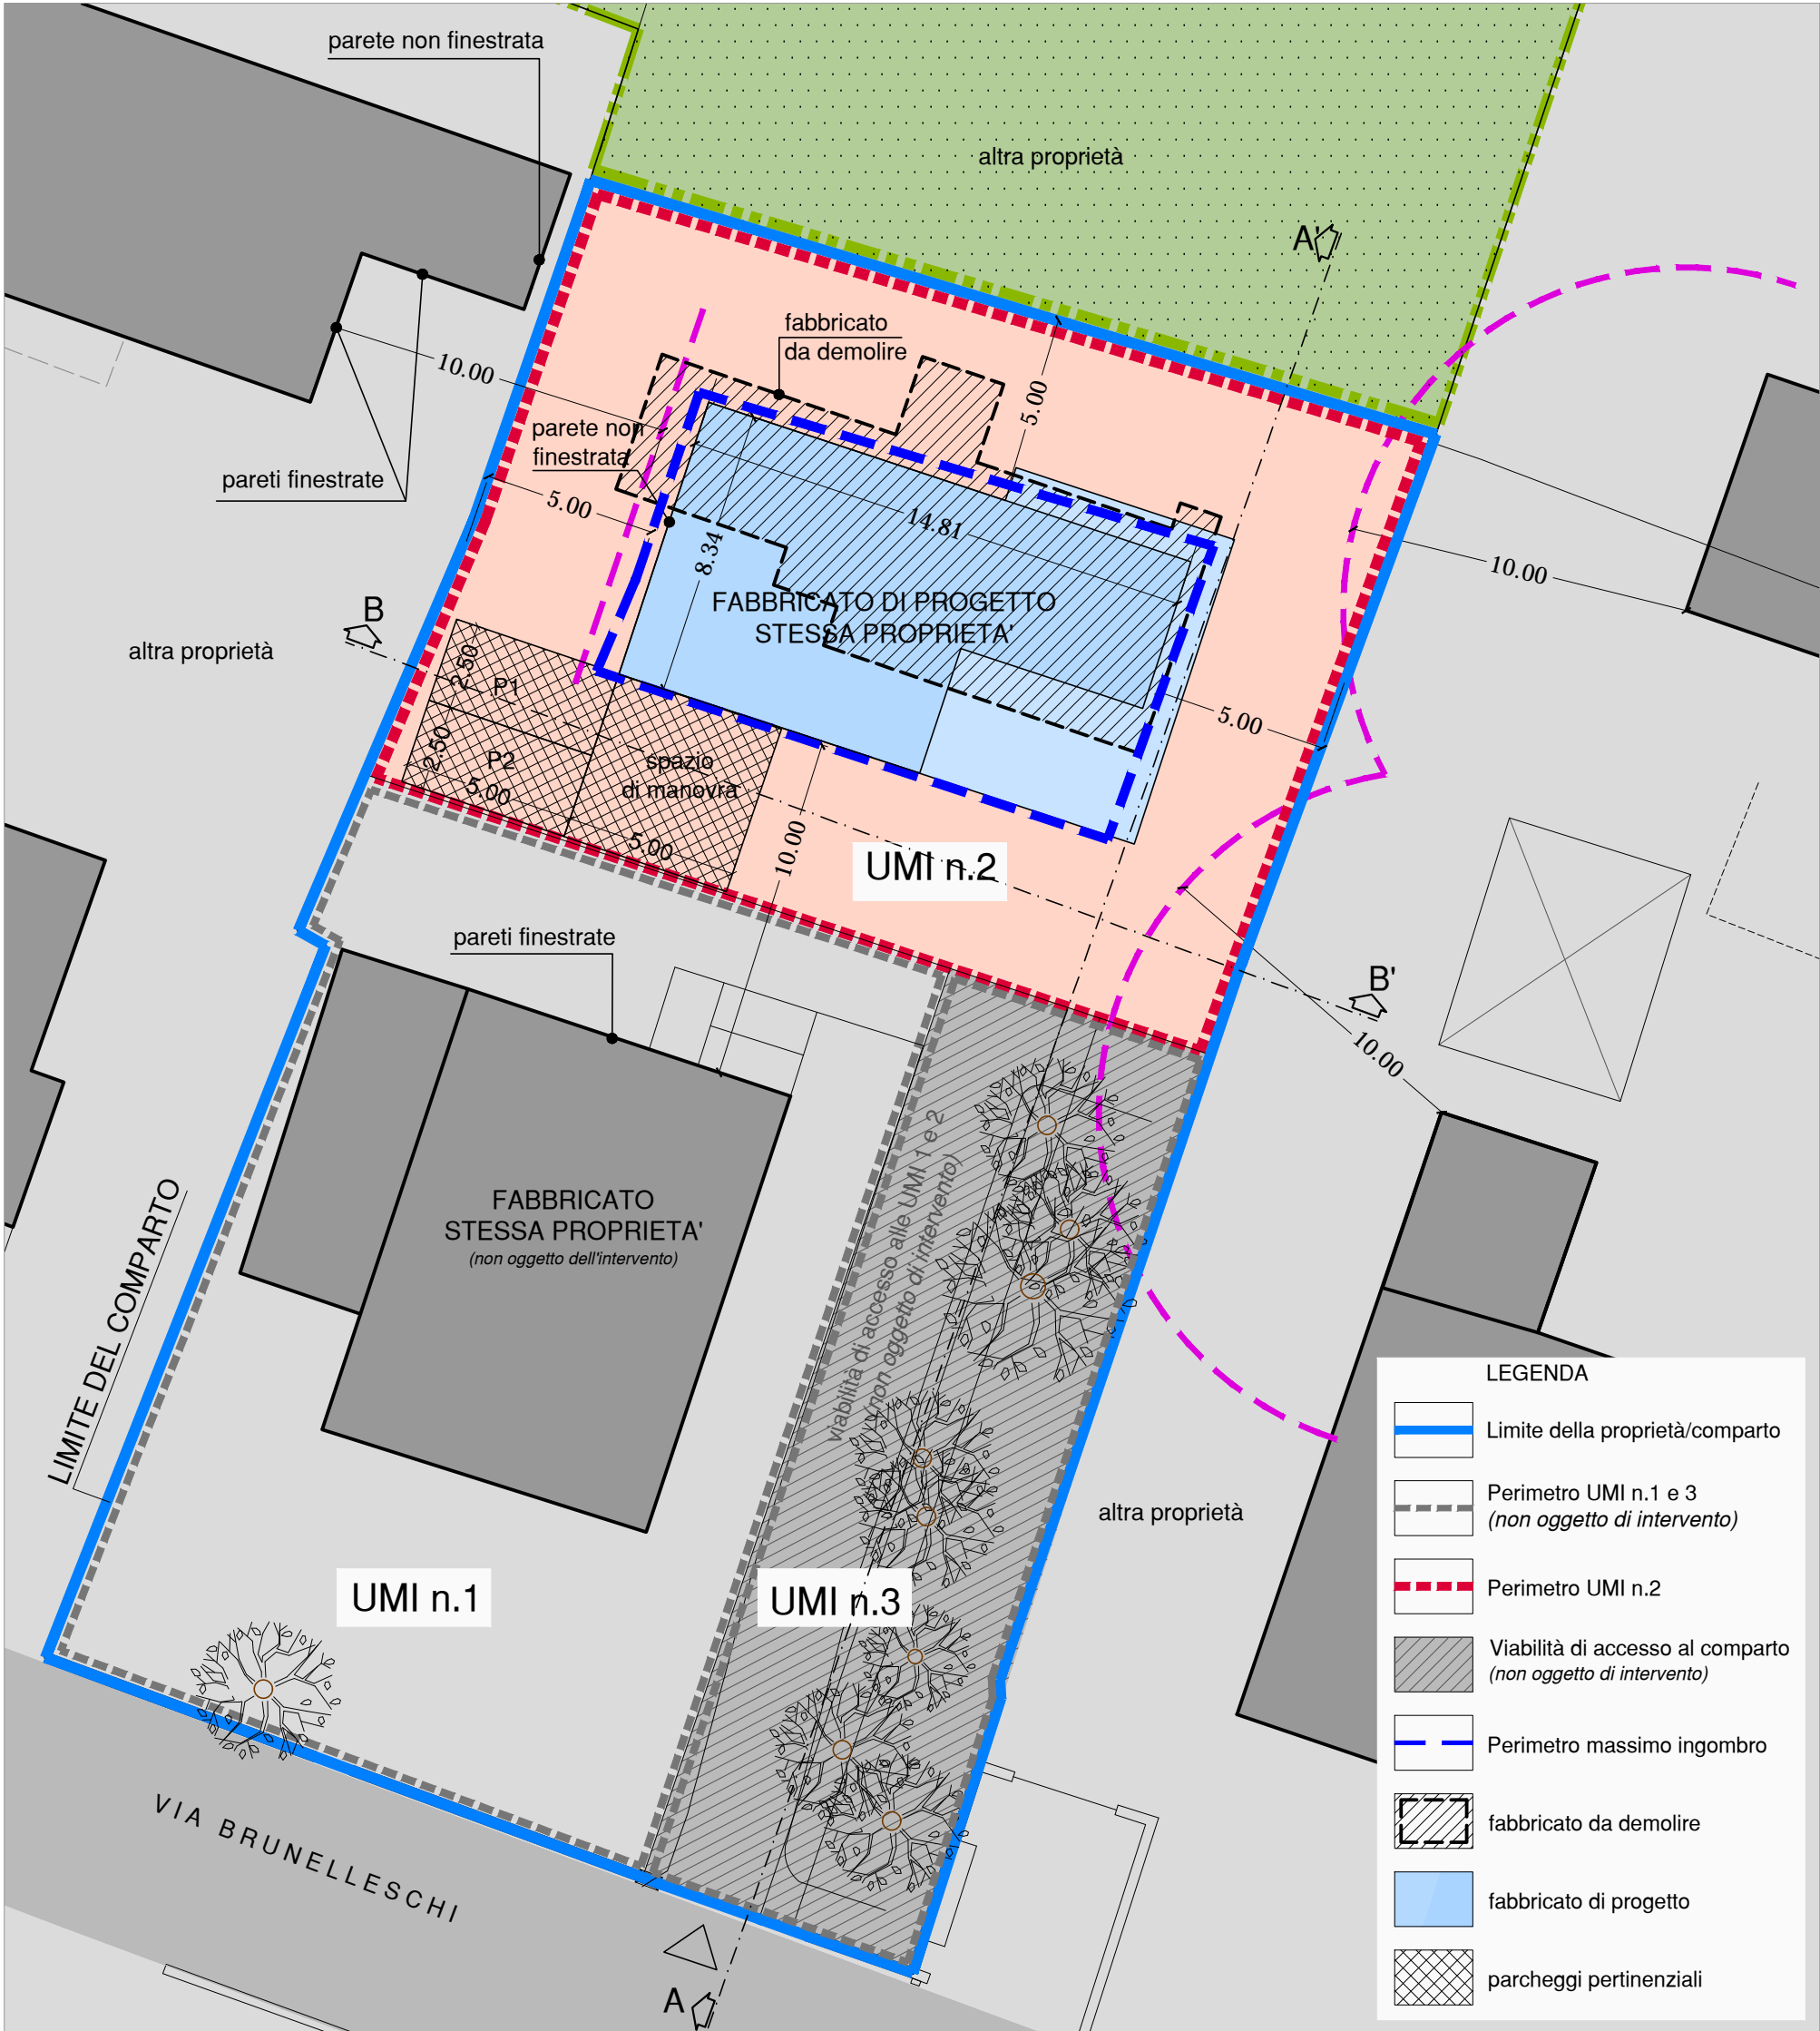 parete non finestrata
altra proprietà
A'
fabbricato
da demolire
10.00
5.00
parete non
finestrata
pareti finestrate
5.00
14.81
8.34
10.00
FABBRICATO DI PROGETTO
STESSA PROPRIETA'
B
altra proprietà
2.50
P1
5.00
2.50
P2
spazio
di manovra
5.00
5.00
10.00
UMI n.2
pareti finestrate
B'
10.00
viabilità di accesso alle UMI 1 e 2
(non oggetto di intervento)
FABBRICATO
STESSA PROPRIETA'
(non oggetto dell'intervento)
LIMITE DEL COMPARTO
altra proprietà
UMI n.1
UMI n.3
VIA BRUNELLESCHI
A
LEGENDA
Limite della proprietà/comparto
Perimetro UMI n.1 e 3
(non oggetto di intervento)
Perimetro UMI n.2
Viabilità di accesso al comparto
(non oggetto di intervento)
Perimetro massimo ingombro
fabbricato da demolire
fabbricato di progetto
parcheggi pertinenziali